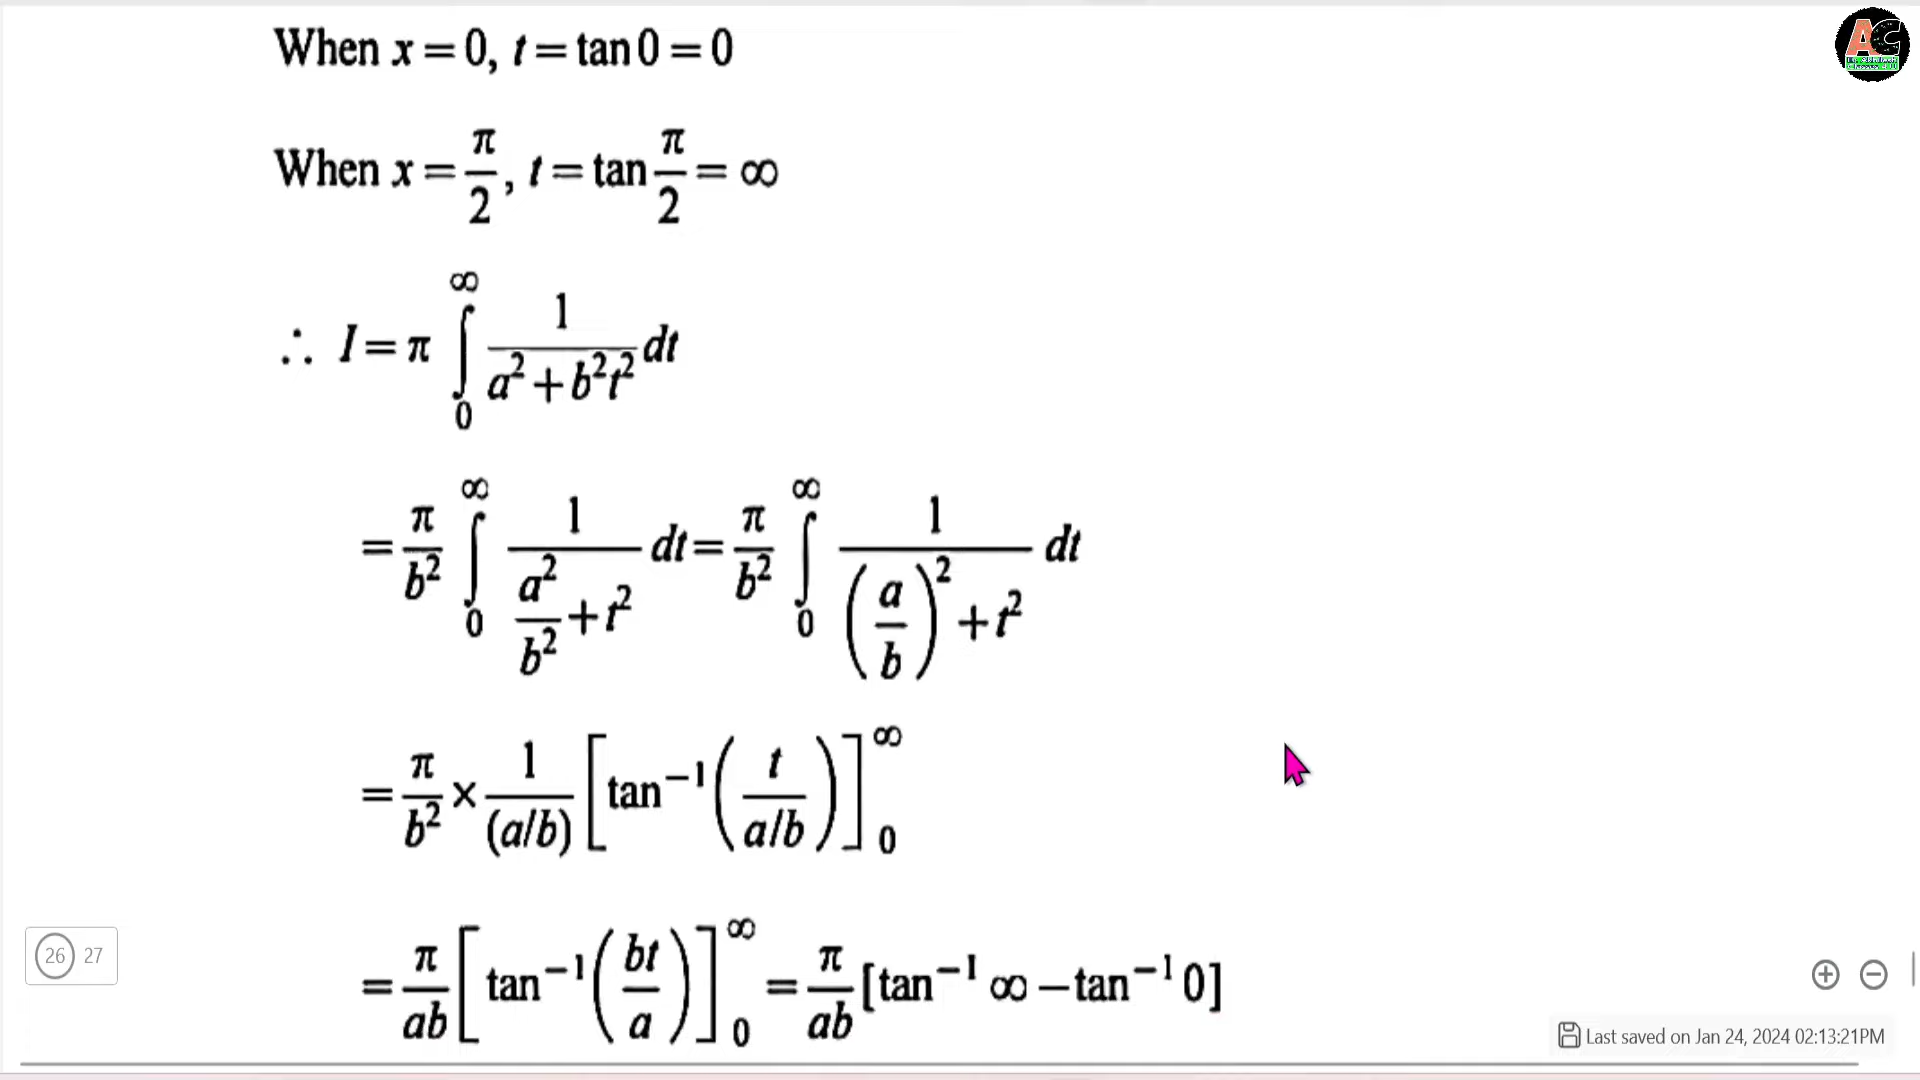 When x = 0, t = tan 0 = 0
When x = π/2, t = tan π/2 = ∞
∴ I = π ∫₀^∞ 1/(a² + b²t²) dt
= π/b² ∫₀^∞ 1/(a²/b² + t²) dt = π/b² ∫₀^∞ 1/((a/b)² + t²) dt
= π/b² × 1/(a/b) [tan⁻¹(t/(a/b))]₀^∞
= π/ab [tan⁻¹(bt/a)]₀^∞ = π/ab [tan⁻¹ ∞ – tan⁻¹ 0]
26 27
Last saved on Jan 24, 2024 02:13:21PM
AC